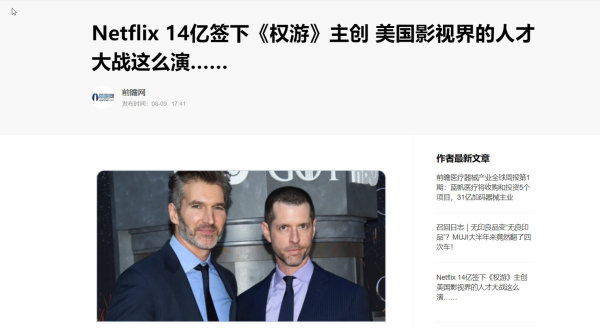 Netflix 14亿签下《权游》主创 美国影视界的人才
大战这么演……
前瞻网
发布时间：08-09 17:41
作者最新文章
前瞻医疗器械产业全球周报第1
期：蓝帆医疗将收购和投资5个
项目，31亿加码器械主业
召回日志｜无印良品变“无良印
品”？MUJI大半年来竟然翻了四
次车！
Netflix 14亿签下《权游》主创
美国影视界的人才大战这么
演……